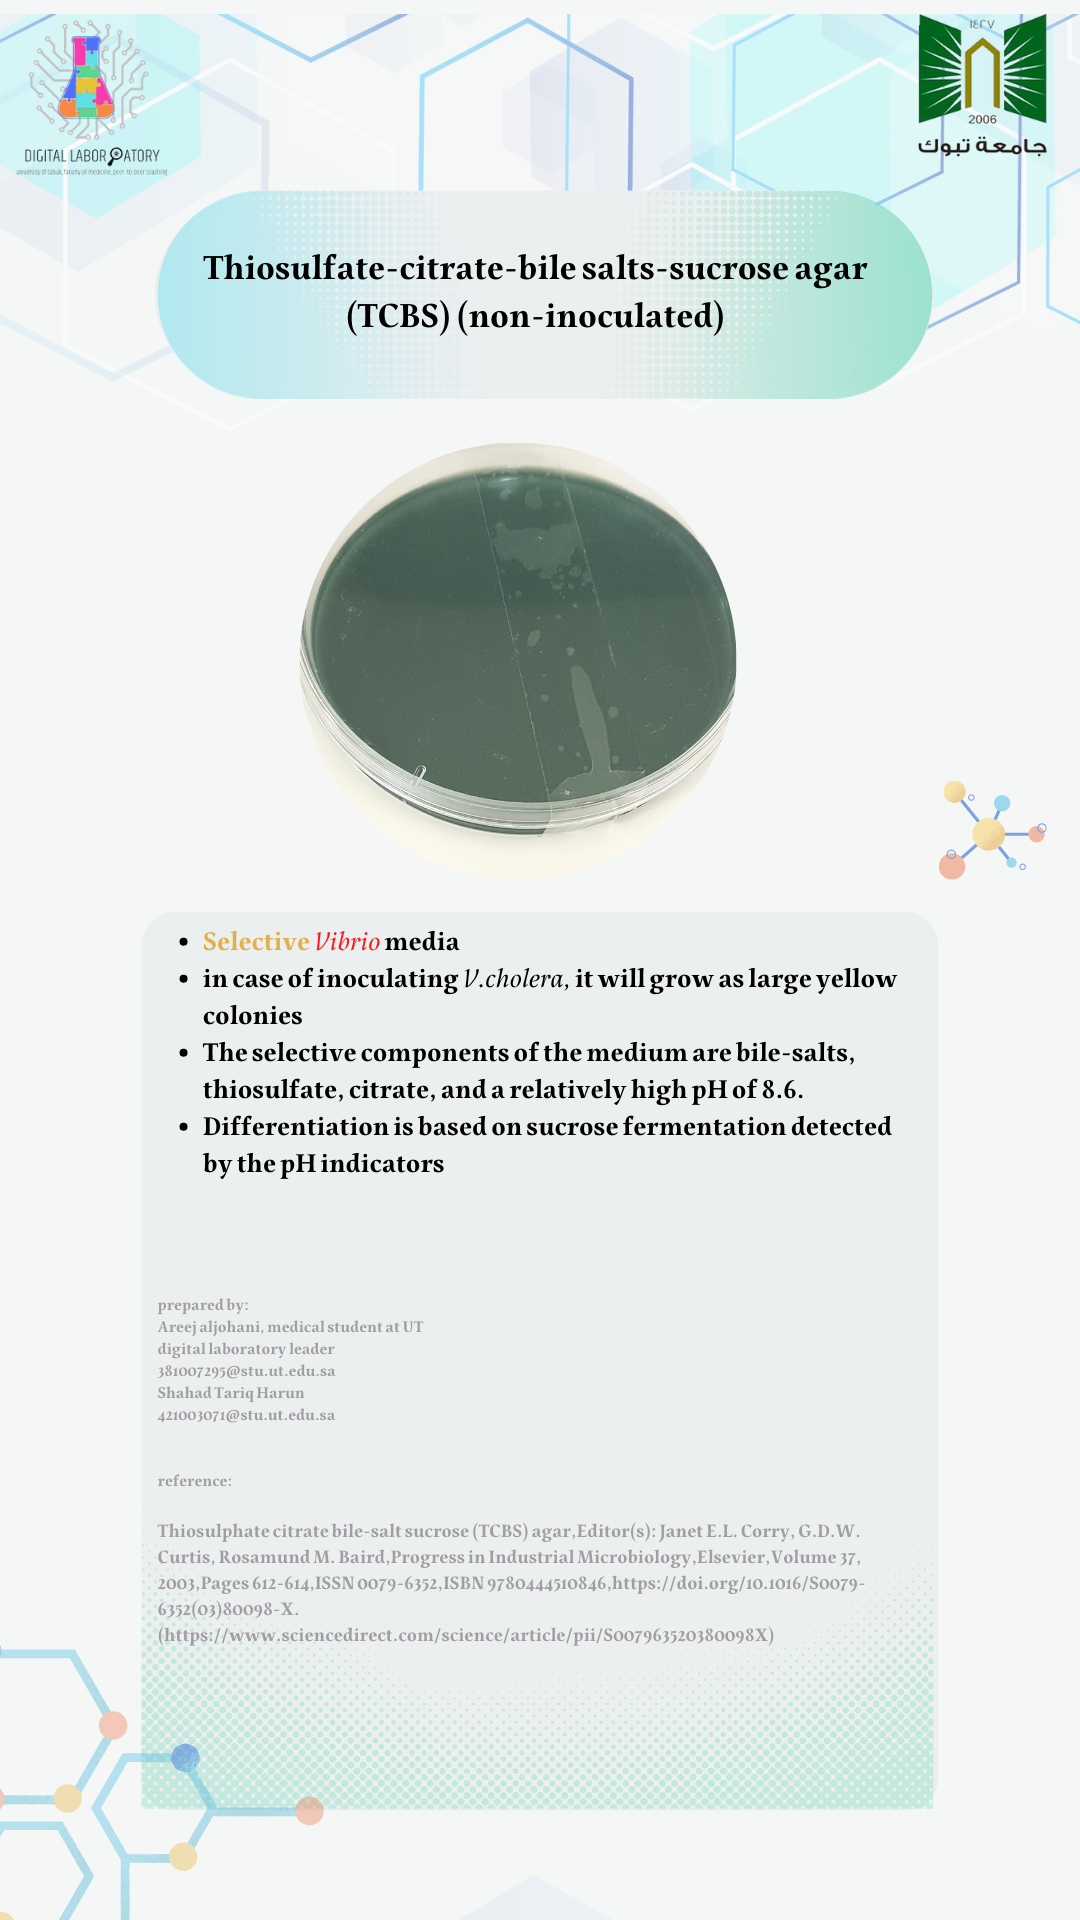 DIGITAL LABORATORY
university of tabuk, faculty of medicine, peer-to-peer teaching
١٤٢٧
2006
جامعة تبوك
Thiosulfate-citrate-bile salts-sucrose agar
(TCBS) (non-inoculated)
Selective Vibrio media
in case of inoculating V.cholera, it will grow as large yellow
colonies
The selective components of the medium are bile-salts,
thiosulfate, citrate, and a relatively high pH of 8.6.
Differentiation is based on sucrose fermentation detected
by the pH indicators
prepared by:
Areej aljohani, medical student at UT
digital laboratory leader
381007295@stu.ut.edu.sa
Shahad Tariq Harun
421003071@stu.ut.edu.sa
reference:
Thiosulphate citrate bile-salt sucrose (TCBS) agar,Editor(s): Janet E.L. Corry, G.D.W.
Curtis, Rosamund M. Baird,Progress in Industrial Microbiology,Elsevier,Volume 37,
2003,Pages 612-614,ISSN 0079-6352,ISBN 9780444510846,https://doi.org/10.1016/S0079-
6352(03)80098-X.
(https://www.sciencedirect.com/science/article/pii/S007963520380098X)